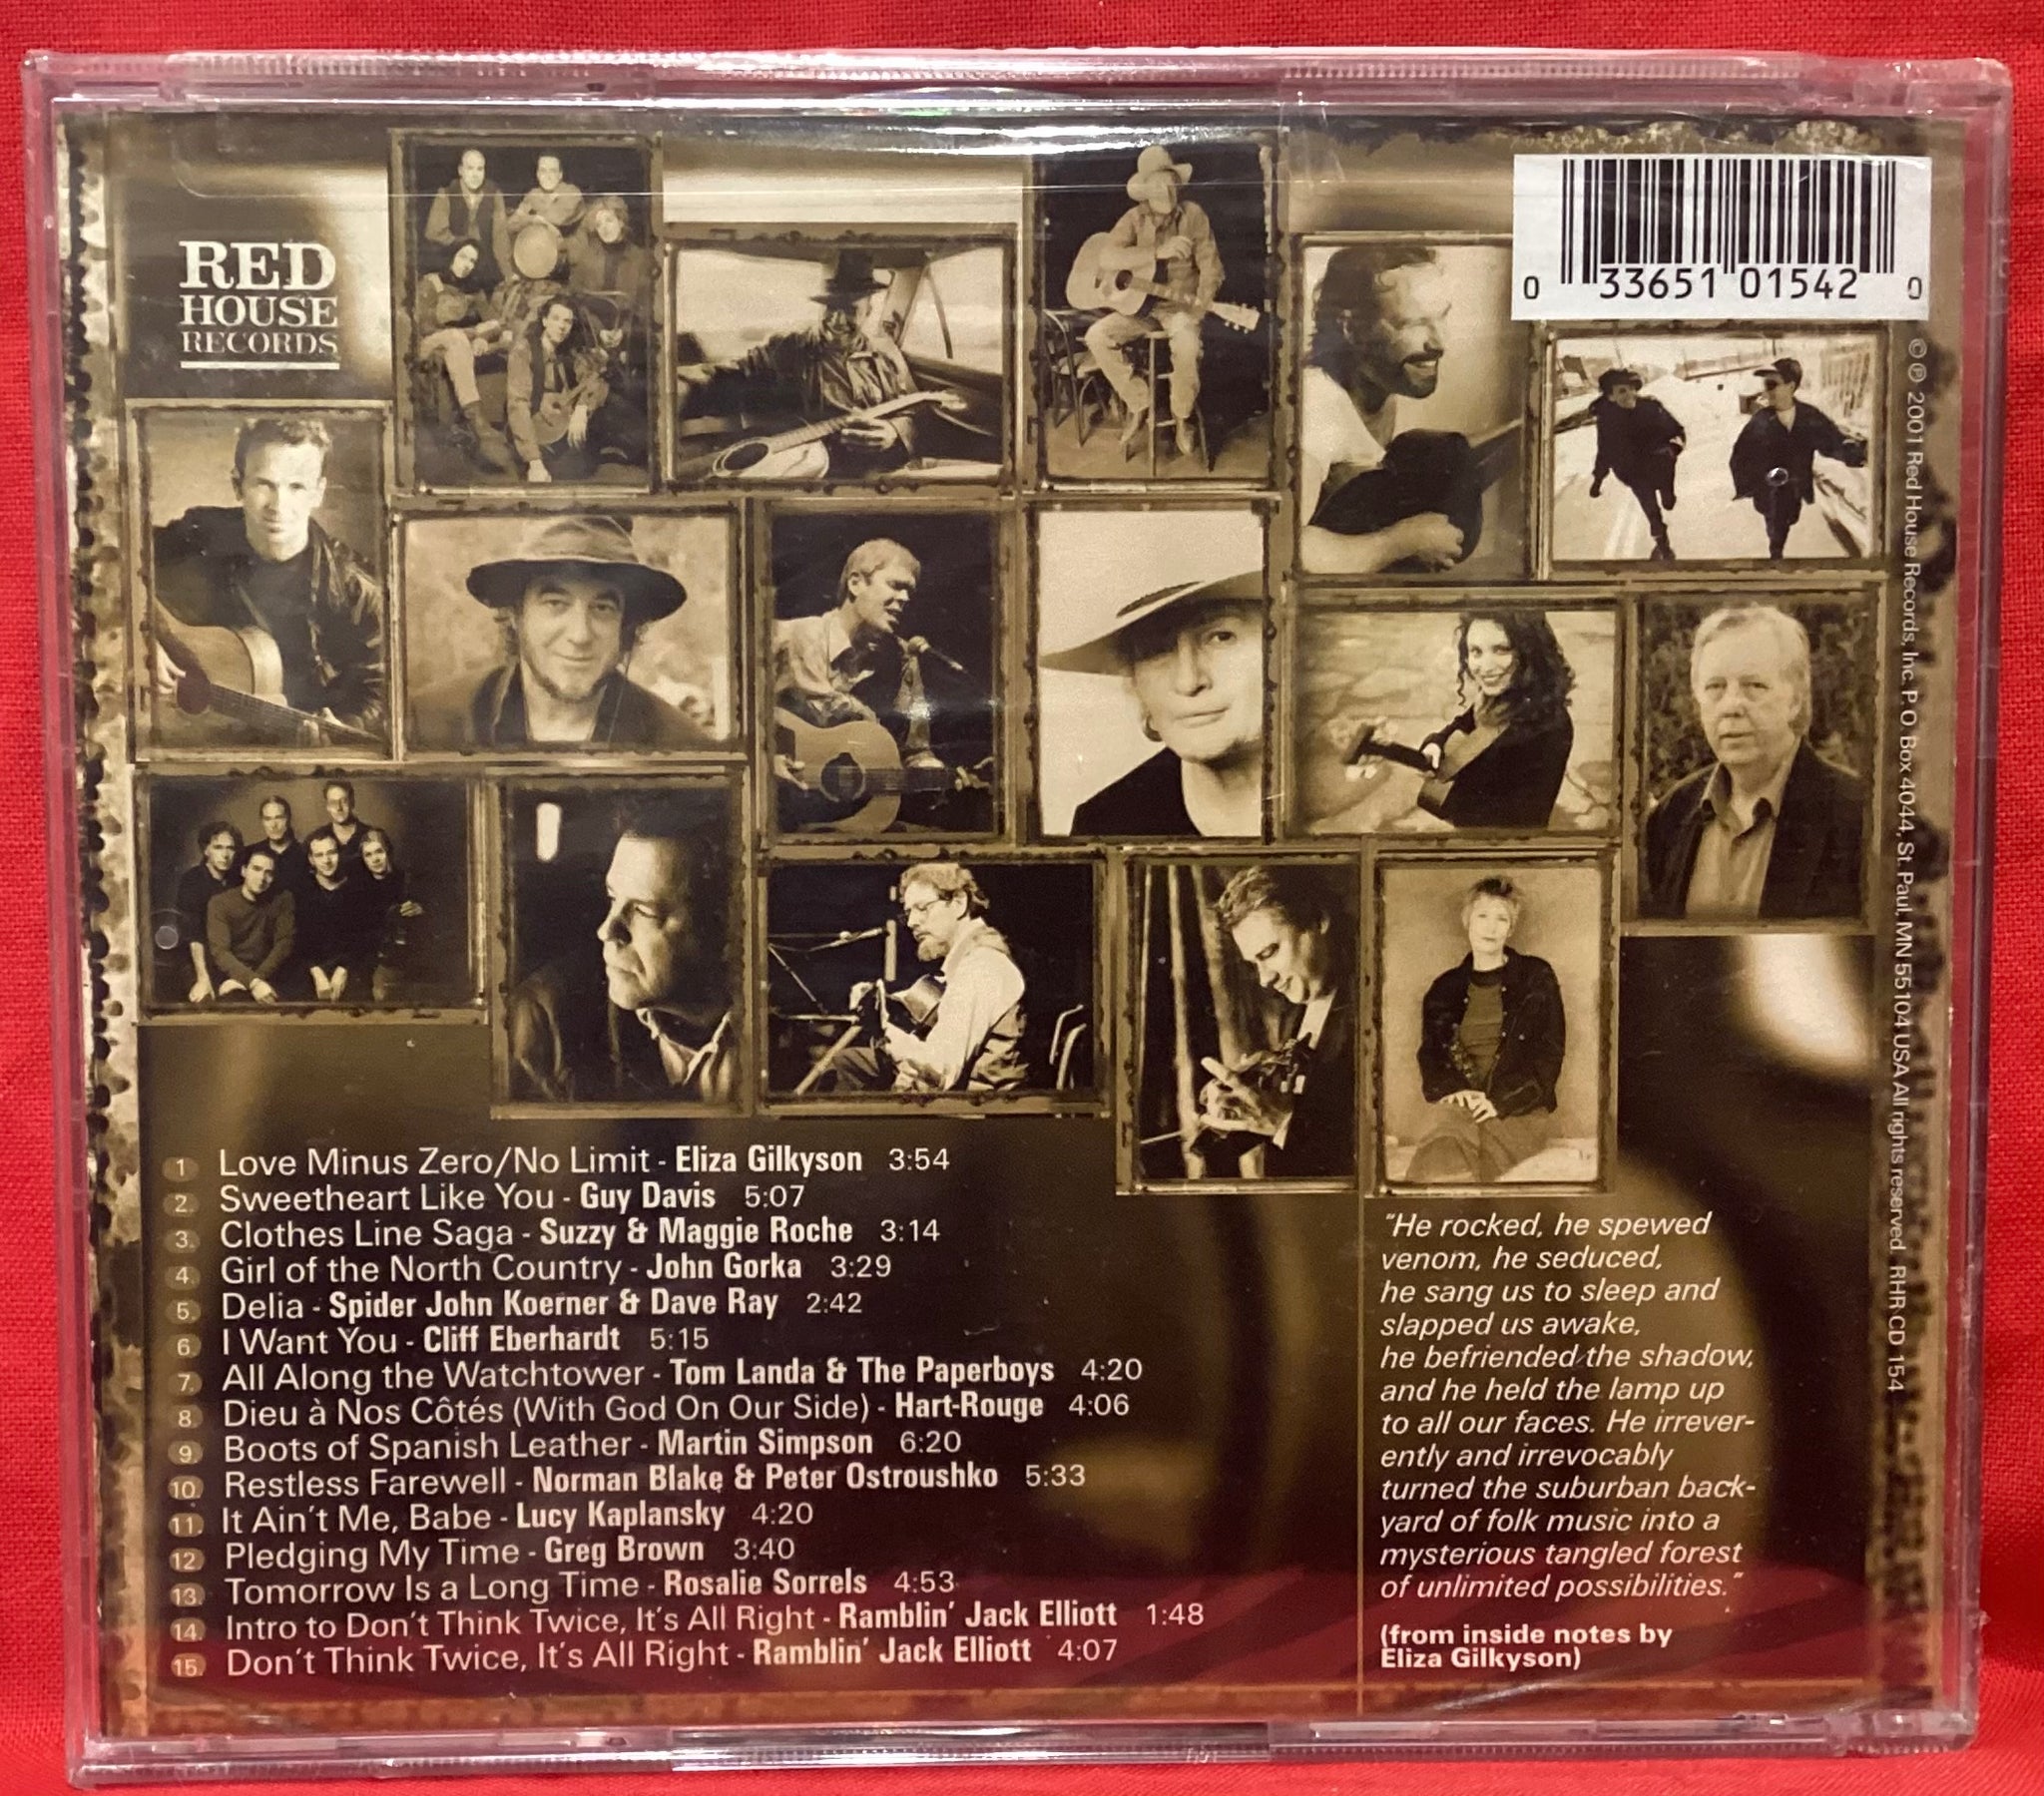 RED
HOUSE
RECORDS
0 33651 01542 0
© ℗ 2001 Red House Records, Inc. P. O. Box 4044, St. Paul, MN 55104 USA All rights reserved RHR CD 154
1 Love Minus Zero/No Limit - Eliza Gilkyson 3:54
2. Sweetheart Like You - Guy Davis 5:07
3. Clothes Line Saga - Suzzy & Maggie Roche 3:14
4. Girl of the North Country - John Gorka 3:29
5. Delia - Spider John Koerner & Dave Ray 2:42
6. I Want You - Cliff Eberhardt 5:15
7. All Along the Watchtower - Tom Landa & The Paperboys 4:20
8. Dieu à Nos Côtés (With God On Our Side) - Hart-Rouge 4:06
9. Boots of Spanish Leather - Martin Simpson 6:20
10. Restless Farewell - Norman Blake & Peter Ostroushko 5:33
11. It Ain't Me, Babe - Lucy Kaplansky 4:20
12. Pledging My Time - Greg Brown 3:40
13. Tomorrow Is a Long Time - Rosalie Sorrels 4:53
14. Intro to Don't Think Twice, It's All Right - Ramblin' Jack Elliott 1:48
15. Don't Think Twice, It's All Right - Ramblin' Jack Elliott 4:07
"He rocked, he spewed
venom, he seduced,
he sang us to sleep and
slapped us awake,
he befriended the shadow,
and he held the lamp up
to all our faces. He irrever-
ently and irrevocably
turned the suburban back-
yard of folk music into a
mysterious tangled forest
of unlimited possibilities."
(from inside notes by
Eliza Gilkyson)